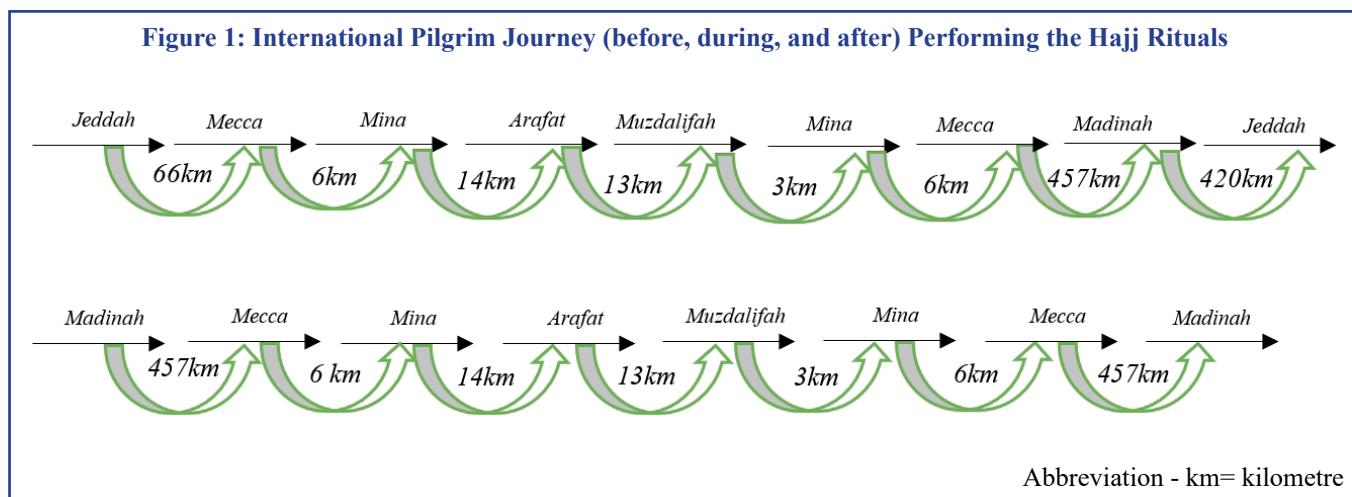 Figure 1: International Pilgrim Journey (before, during, and after) Performing the Hajj Rituals
Jeddah Mecca Mina Arafat Muzdalifah Mina Mecca Madinah Jeddah
66km 6km 14km 13km 3km 6km 457km 420km
Madinah Mecca Mina Arafat Muzdalifah Mina Mecca Madinah
457km 6 km 14km 13km 3km 6km 457km
Abbreviation - km= kilometre